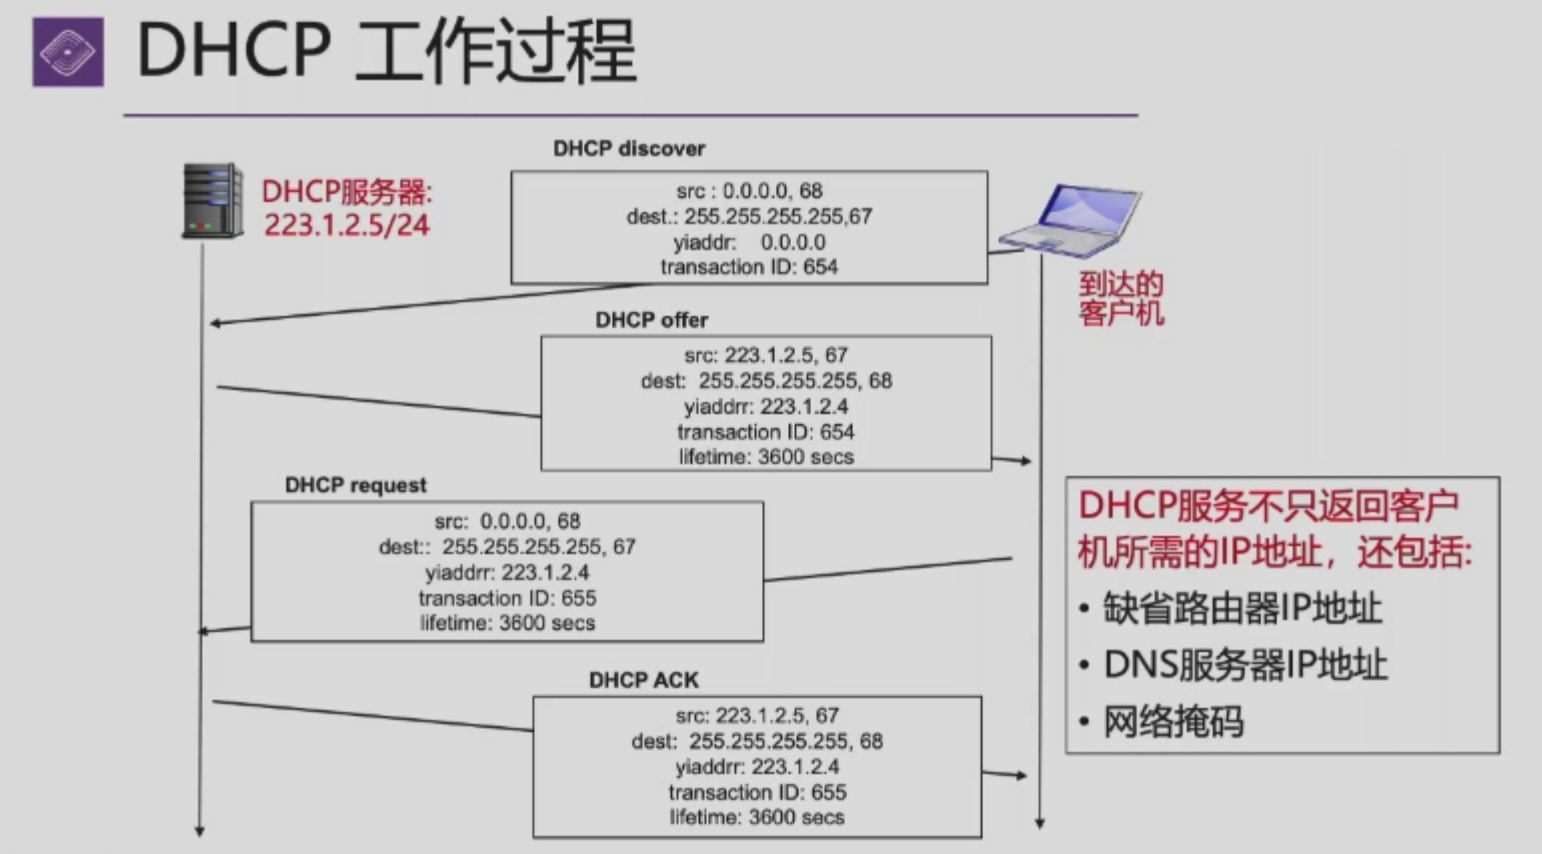 DHCP 工作过程
DHCP discover
DHCP服务器:
223.1.2.5/24
src : 0.0.0.0, 68
dest.: 255.255.255.255,67
yiaddr: 0.0.0.0
transaction ID: 654
到达的
客户机
DHCP offer
src: 223.1.2.5, 67
dest: 255.255.255.255, 68
yiaddrr: 223.1.2.4
transaction ID: 654
lifetime: 3600 secs
DHCP request
src: 0.0.0.0, 68
dest:: 255.255.255.255, 67
yiaddrr: 223.1.2.4
transaction ID: 655
lifetime: 3600 secs
DHCP ACK
src: 223.1.2.5, 67
dest: 255.255.255.255, 68
yiaddrr: 223.1.2.4
transaction ID: 655
lifetime: 3600 secs
DHCP服务不只返回客户
机所需的IP地址，还包括:
• 缺省路由器IP地址
• DNS服务器IP地址
• 网络掩码